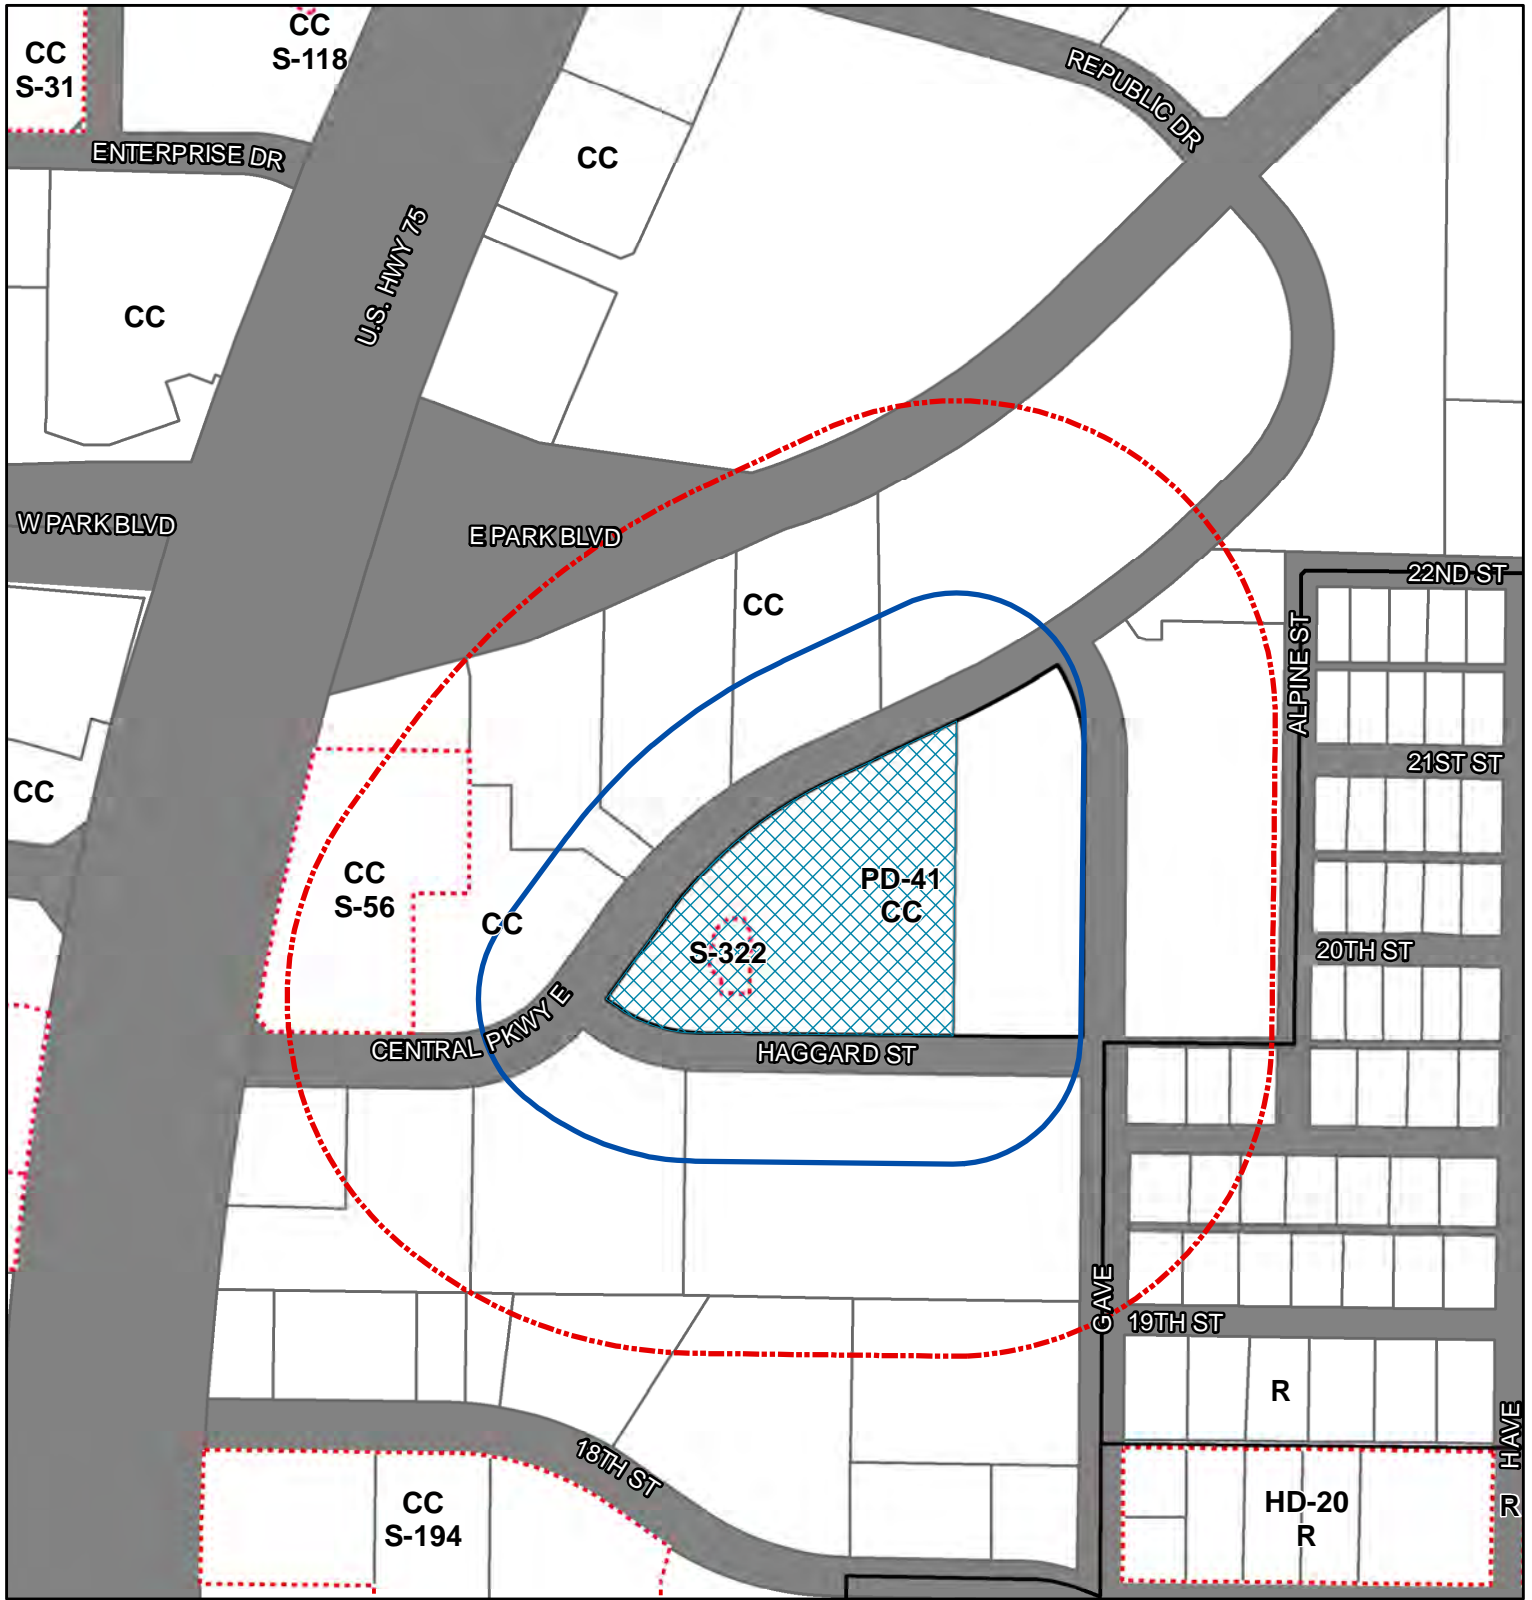 CC
S-31
CC
S-118
REPUBLIC DR
ENTERPRISE DR
CC
U.S. HWY 75
CC
W PARK BLVD
E PARK BLVD
22ND ST
CC
ALPINE ST
21ST ST
CC
CC
S-56
PD-41
CC
CC
S-322
20TH ST
CENTRAL PKWY E
HAGGARD ST
G AVE
19TH ST
R
H AVE
18TH ST
CC
S-194
HD-20
R
R